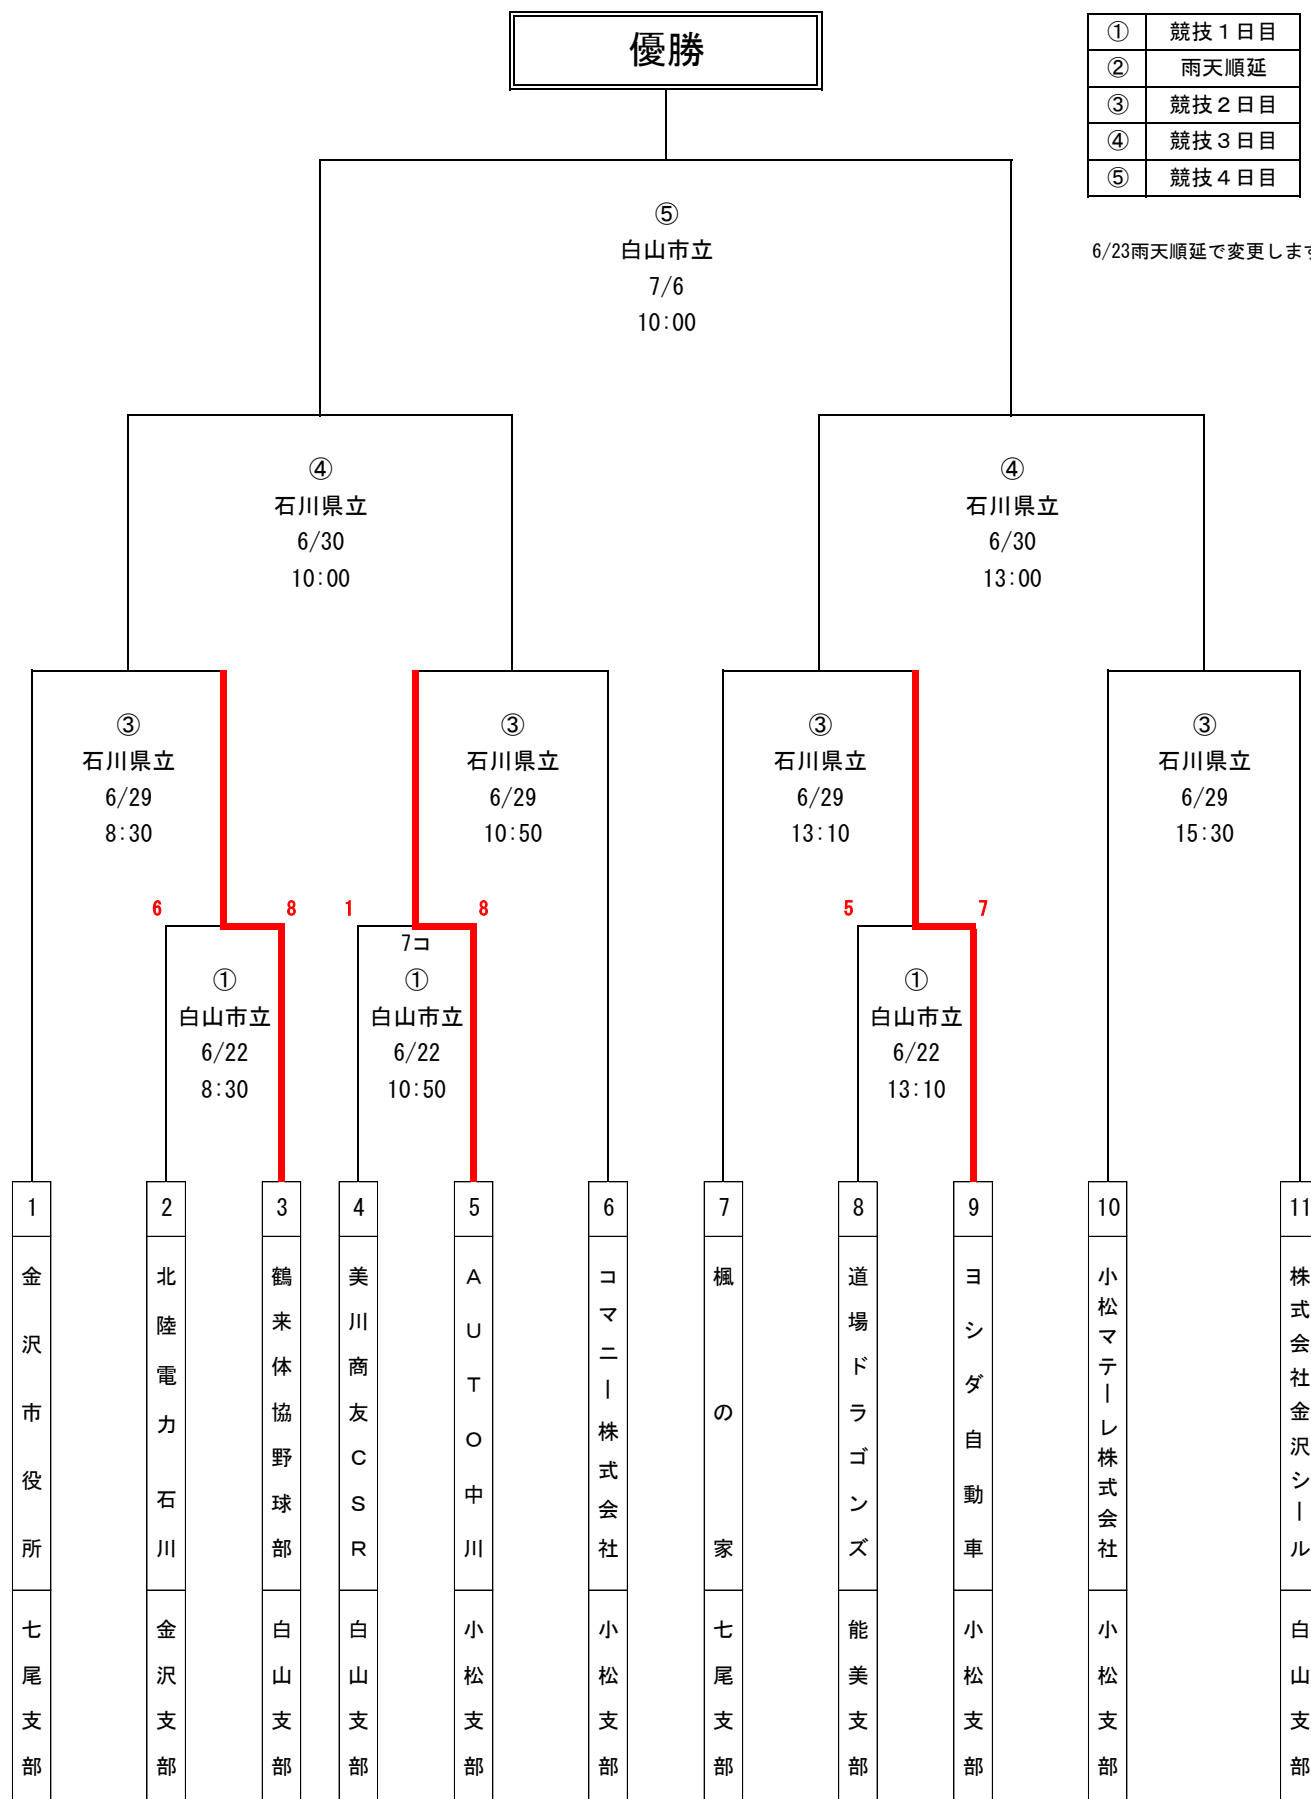 優勝
① 競技１日目
② 雨天順延
③ 競技２日目
④ 競技３日目
⑤ 競技４日目
6/23雨天順延で変更します
⑤
白山市立
7/6
10:00
④
石川県立
6/30
10:00
④
石川県立
6/30
13:00
③
石川県立
6/29
8:30
③
石川県立
6/29
10:50
③
石川県立
6/29
13:10
③
石川県立
6/29
15:30
6 8
①
白山市立
6/22
8:30
1 8
7コ
①
白山市立
6/22
10:50
5 7
①
白山市立
6/22
13:10
1
金沢市役所
七尾支部
2
北陸電力 石川
金沢支部
3
鶴来体協野球部
白山支部
4
美川商友ＣＳＲ
白山支部
5
ＡＵＴＯ中川
小松支部
6
コマニー株式会社
小松支部
7
楓の家
七尾支部
8
道場ドラゴンズ
能美支部
9
ヨシダ自動車
小松支部
10
小松マテーレ株式会社
小松支部
11
株式会社金沢シール
白山支部